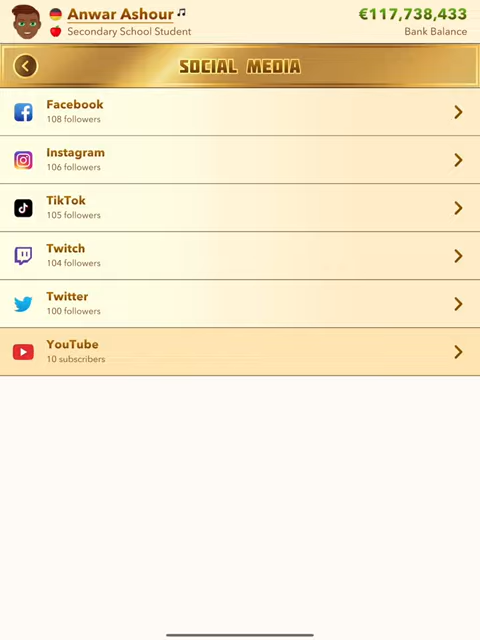 Anwar Ashour
€117,738,433
Secondary School Student
Bank Balance
SOCIAL MEDIA
Facebook
108 followers
Instagram
106 followers
TikTok
105 followers
Twitch
104 followers
Twitter
100 followers
YouTube
10 subscribers